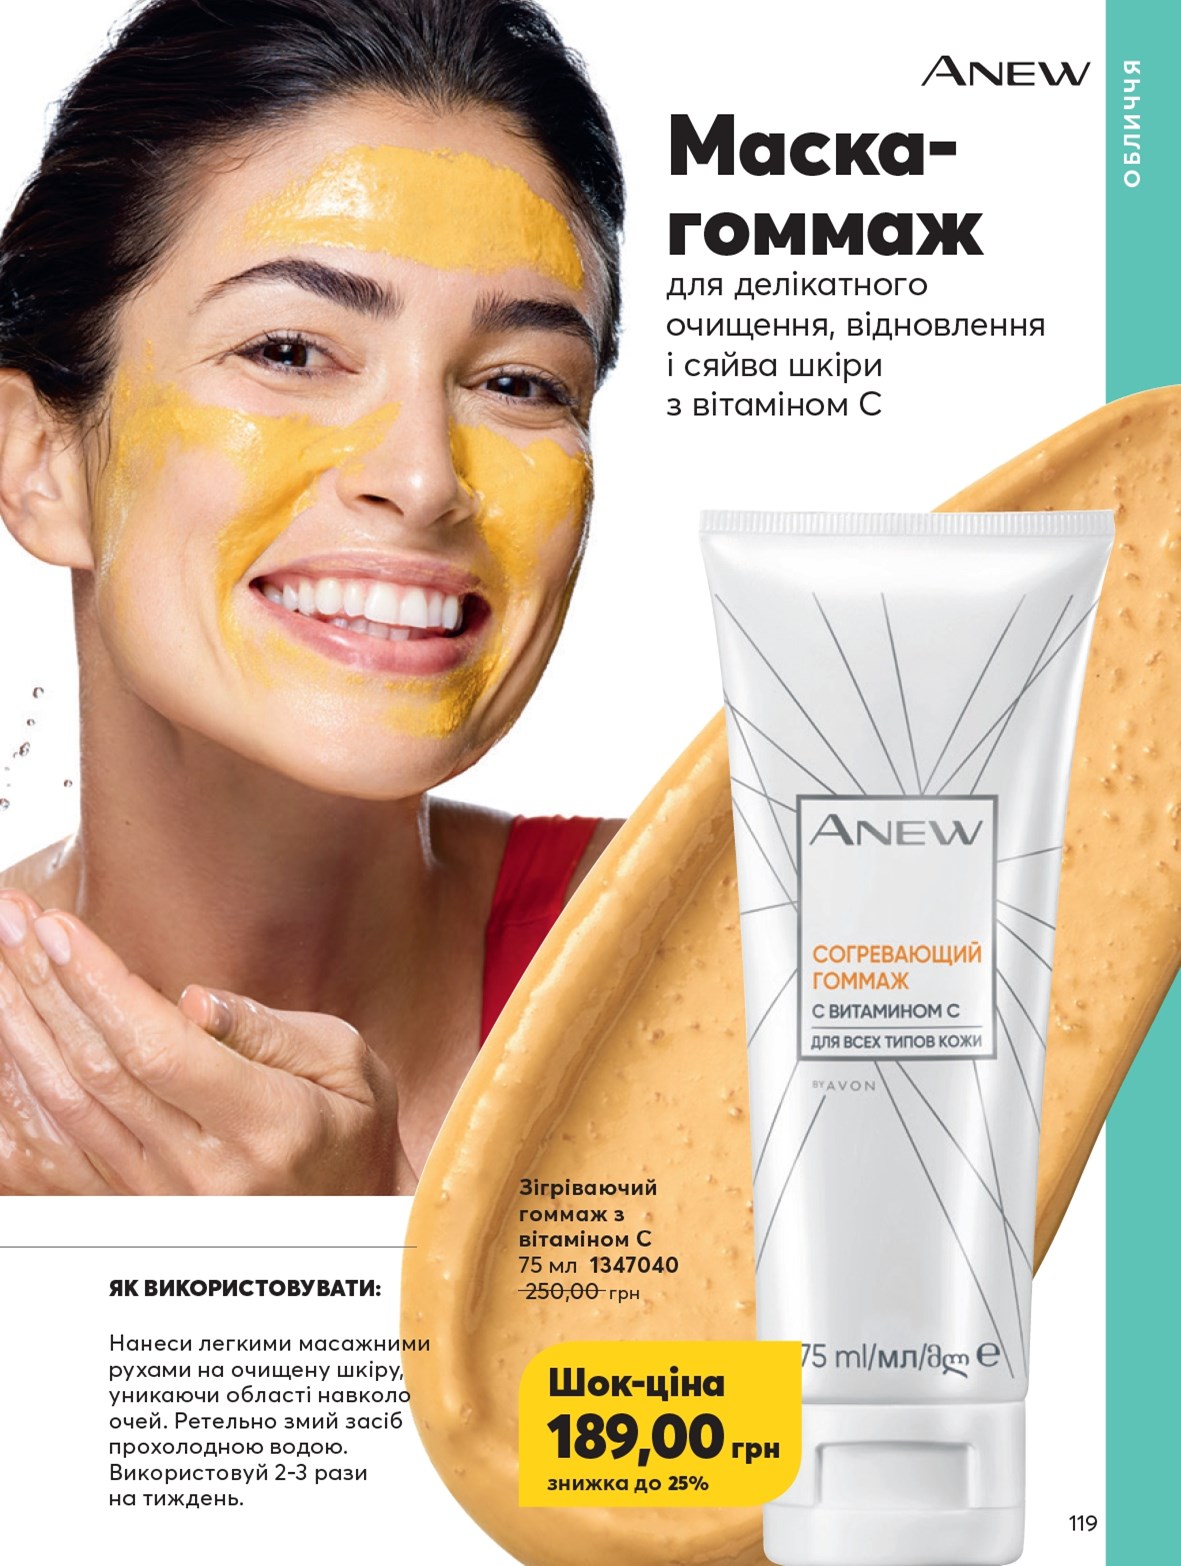 ANEW
ОБЛИЧЧЯ
Маска-
гоммаж
для делікатного
очищення, відновлення
і сяйва шкіри
з вітаміном С
ANEW
СОГРЕВАЮЩИЙ
ГОММАЖ
С ВИТАМИНОМ С
ДЛЯ ВСЕХ ТИПОВ КОЖИ
BY AVON
75 ml/мл/მლ e
Зігріваючий
гоммаж з
вітаміном С
75 мл 1347040
250,00 грн
Шок-ціна
189,00 грн
знижка до 25%
ЯК ВИКОРИСТОВУВАТИ:
Нанеси легкими масажними
рухами на очищену шкіру,
уникаючи області навколо
очей. Ретельно змий засіб
прохолодною водою.
Використовуй 2-3 рази
на тиждень.
119